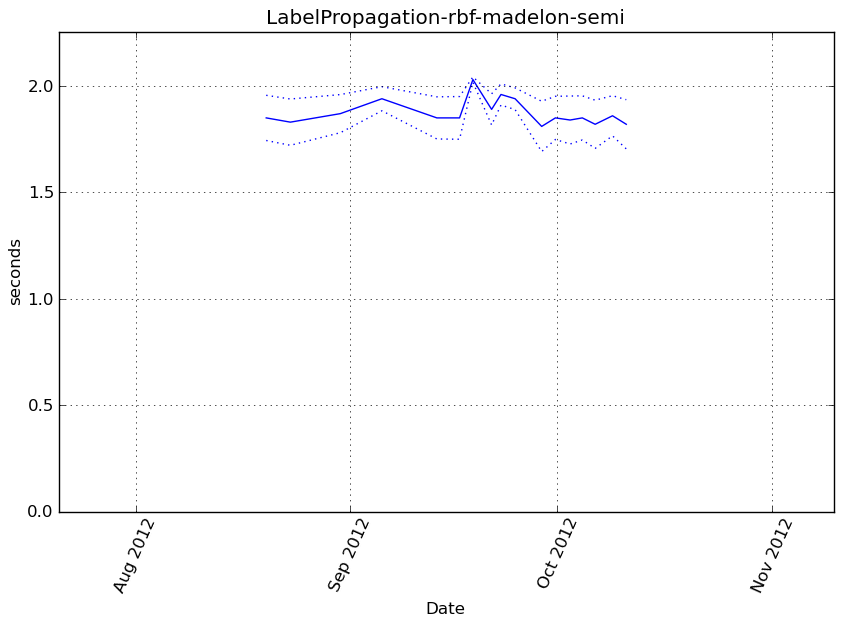 LabelPropagation-rbf-madelon-semi
2.0
1.5
1.0
0.5
0.0
seconds
Aug 2012
Sep 2012
Oct 2012
Nov 2012
Date